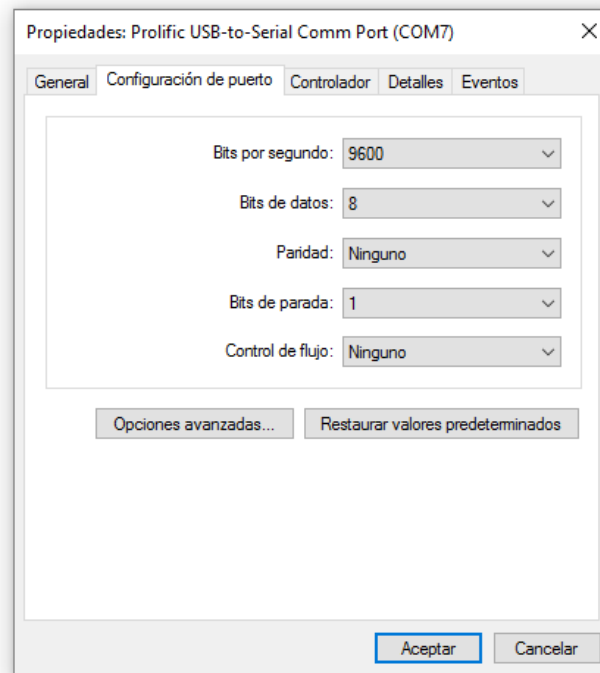 Propiedades: Prolific USB-to-Serial Comm Port (COM7)
General Configuración de puerto Controlador Detalles Eventos
Bits por segundo: 9600
Bits de datos: 8
Paridad: Ninguno
Bits de parada: 1
Control de flujo: Ninguno
Opciones avanzadas... Restaurar valores predeterminados
Aceptar Cancelar